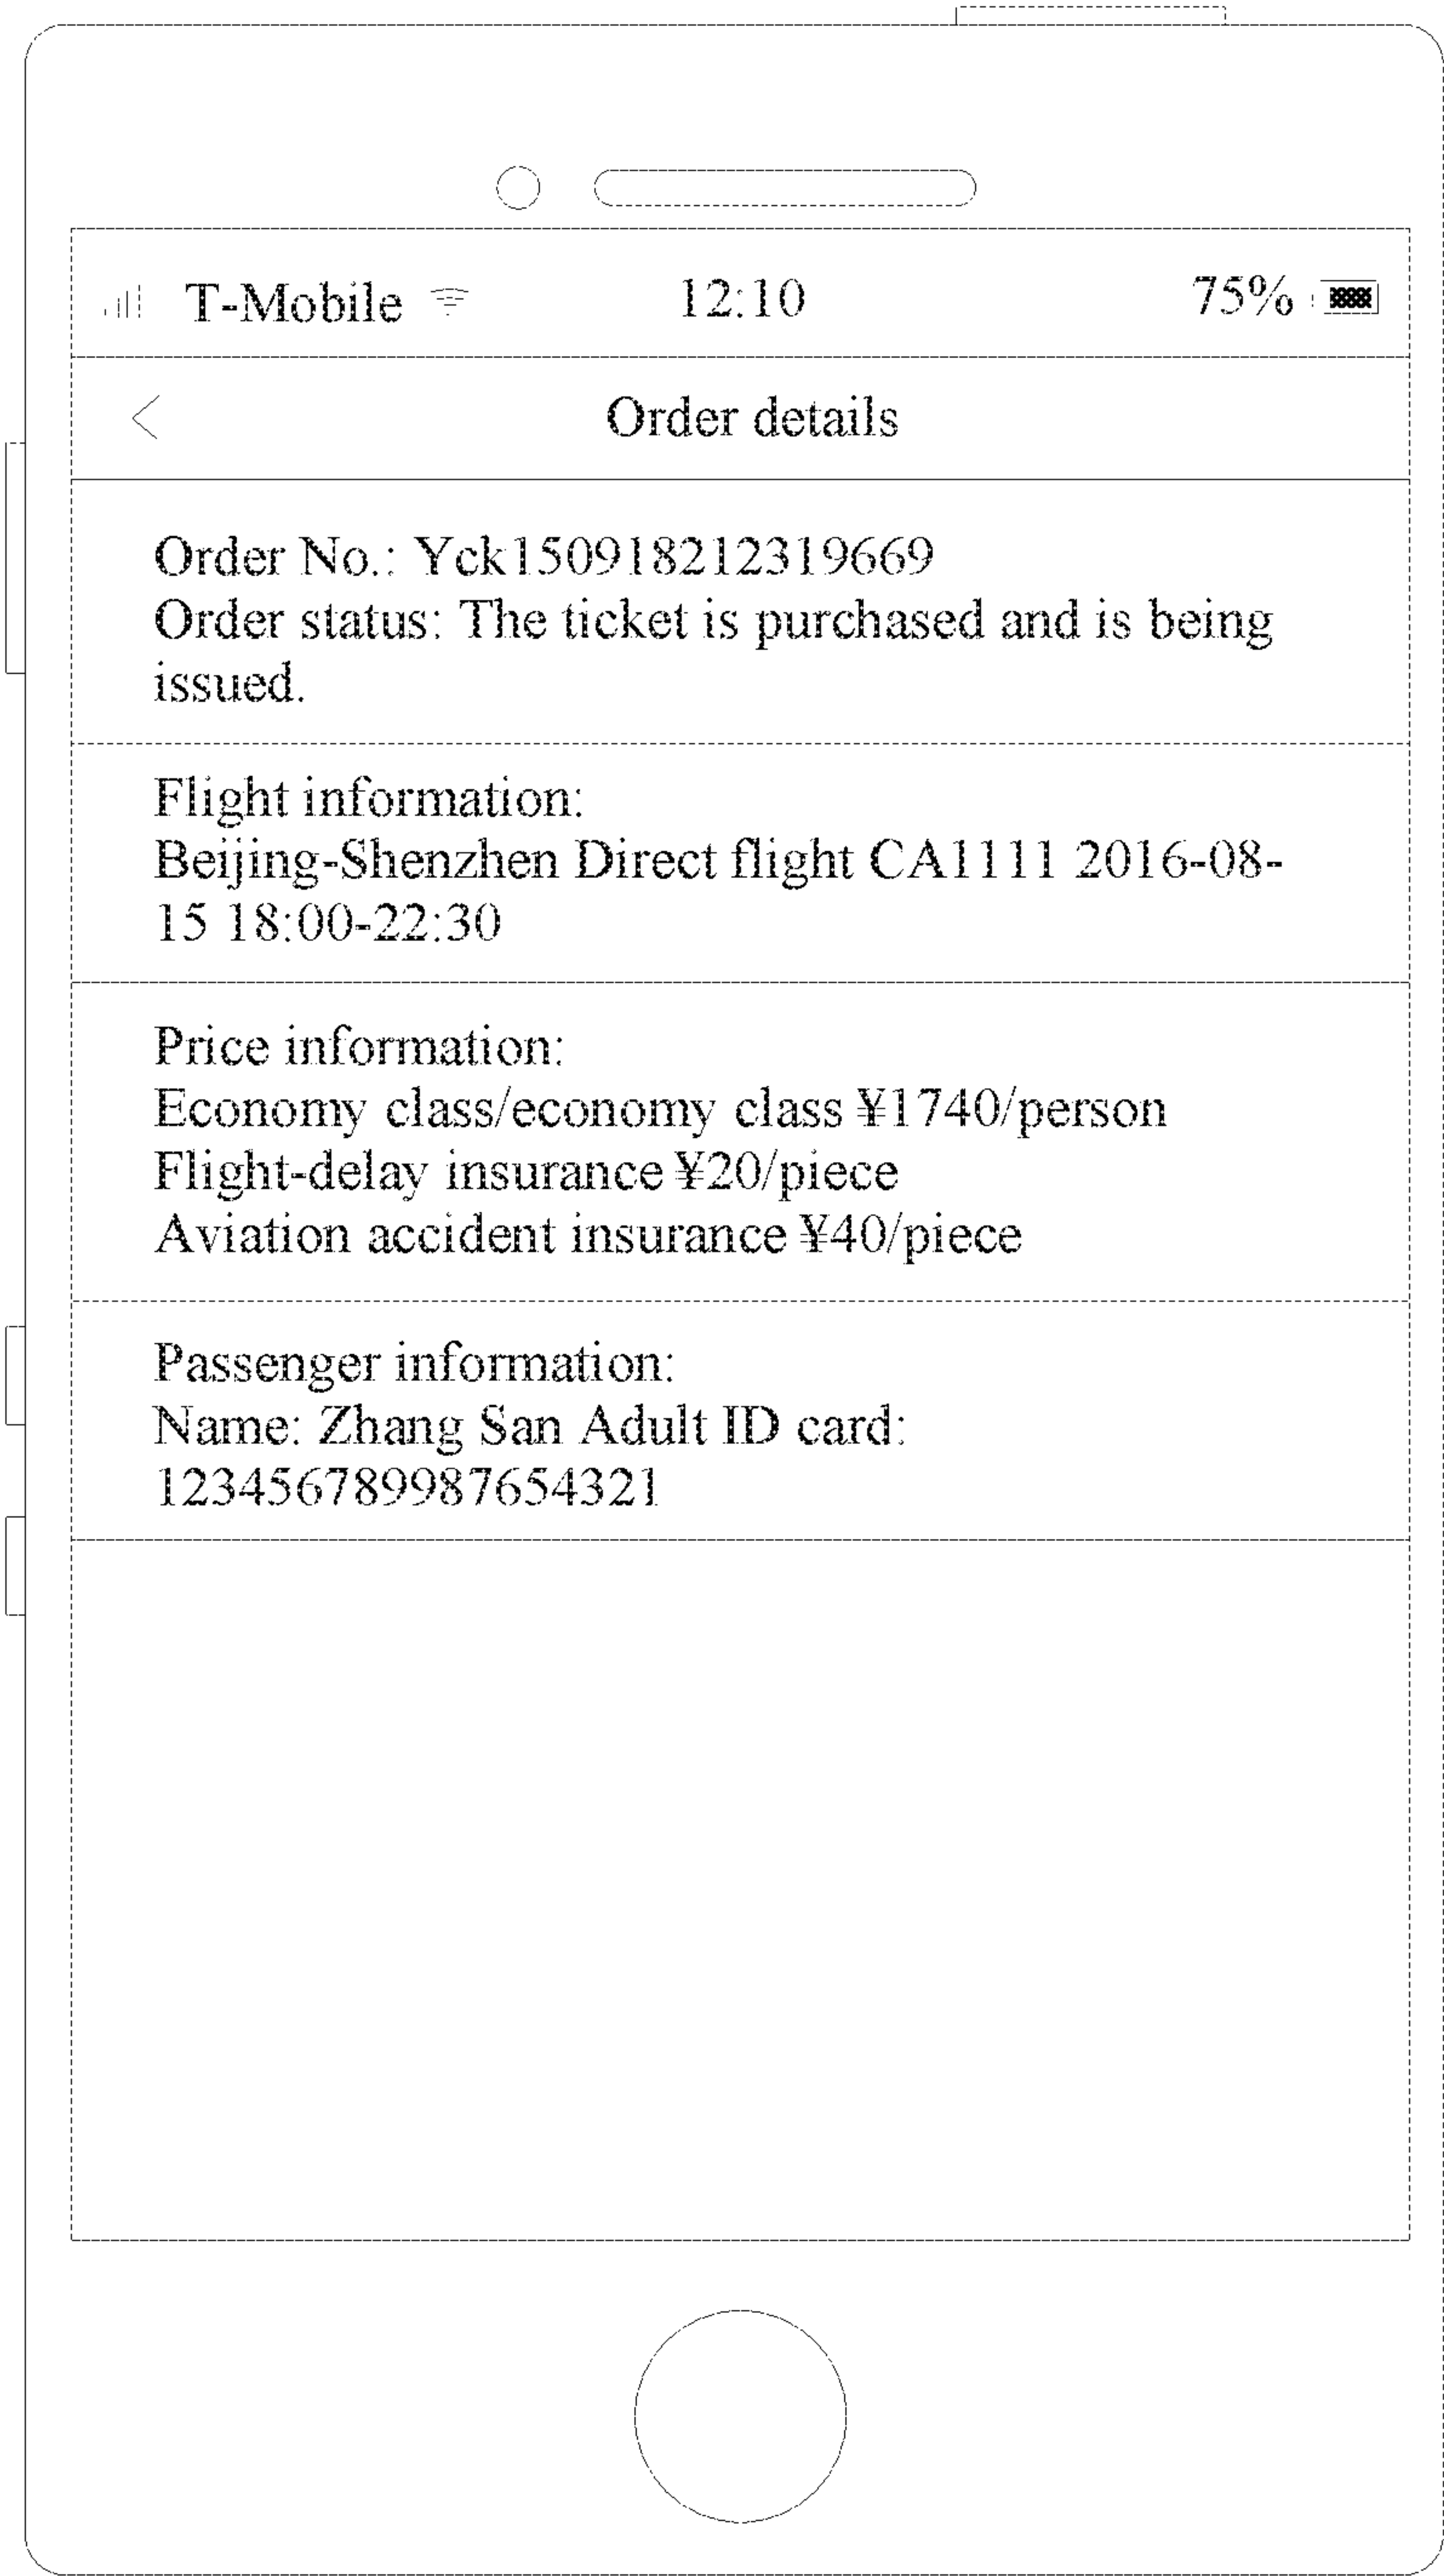 T-Mobile 12:10 75%
Order details
Order No.: Yck150918212319669
Order status: The ticket is purchased and is being
issued.
Flight information:
Beijing-Shenzhen Direct flight CA1111 2016-08-
15 18:00-22:30
Price information:
Economy class/economy class ¥1740/person
Flight-delay insurance ¥20/piece
Aviation accident insurance ¥40/piece
Passenger information:
Name: Zhang San Adult ID card:
123456789987654321